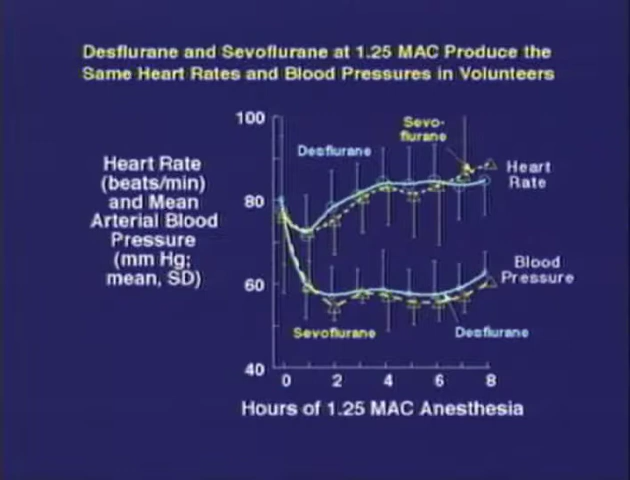 Desflurane and Sevoflurane at 1.25 MAC Produce the
Same Heart Rates and Blood Pressures in Volunteers
Heart Rate
(beats/min)
and Mean
Arterial Blood
Pressure
(mm Hg;
mean, SD)
100
80
60
40
Sevo-
flurane
Desflurane
Heart
Rate
Blood
Pressure
Sevoflurane
Desflurane
0 2 4 6 8
Hours of 1.25 MAC Anesthesia